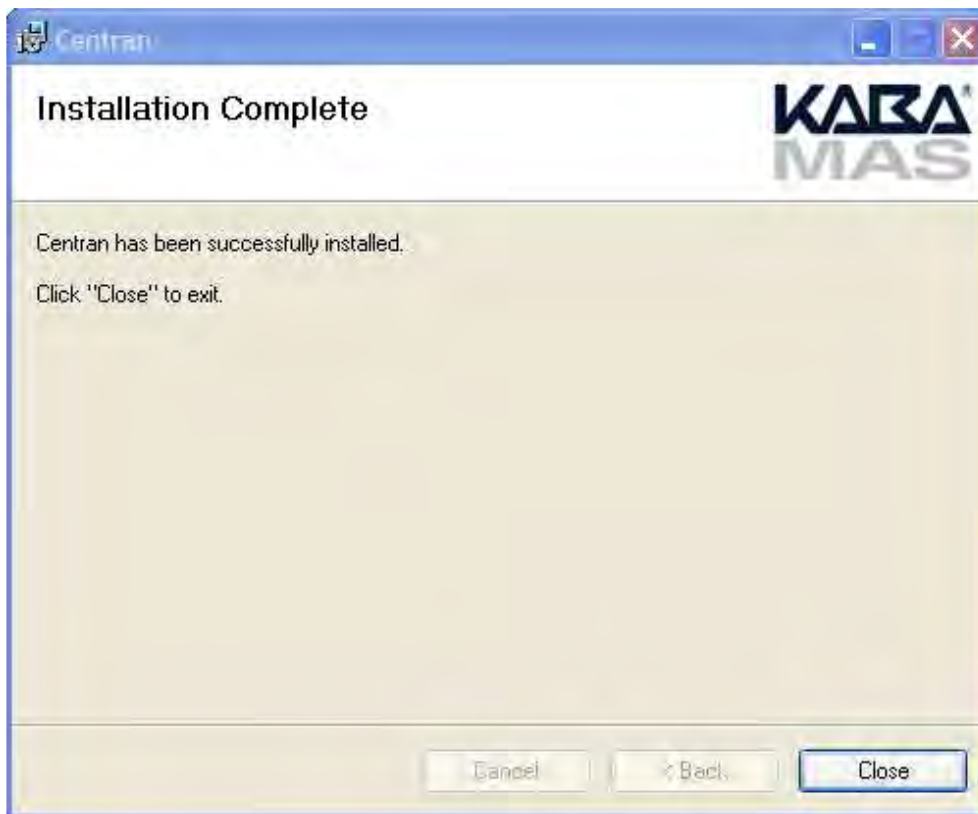 Centran
Installation Complete
KABA®
MAS
Centran has been successfully installed.
Click "Close" to exit.
Cancel
< Back
Close